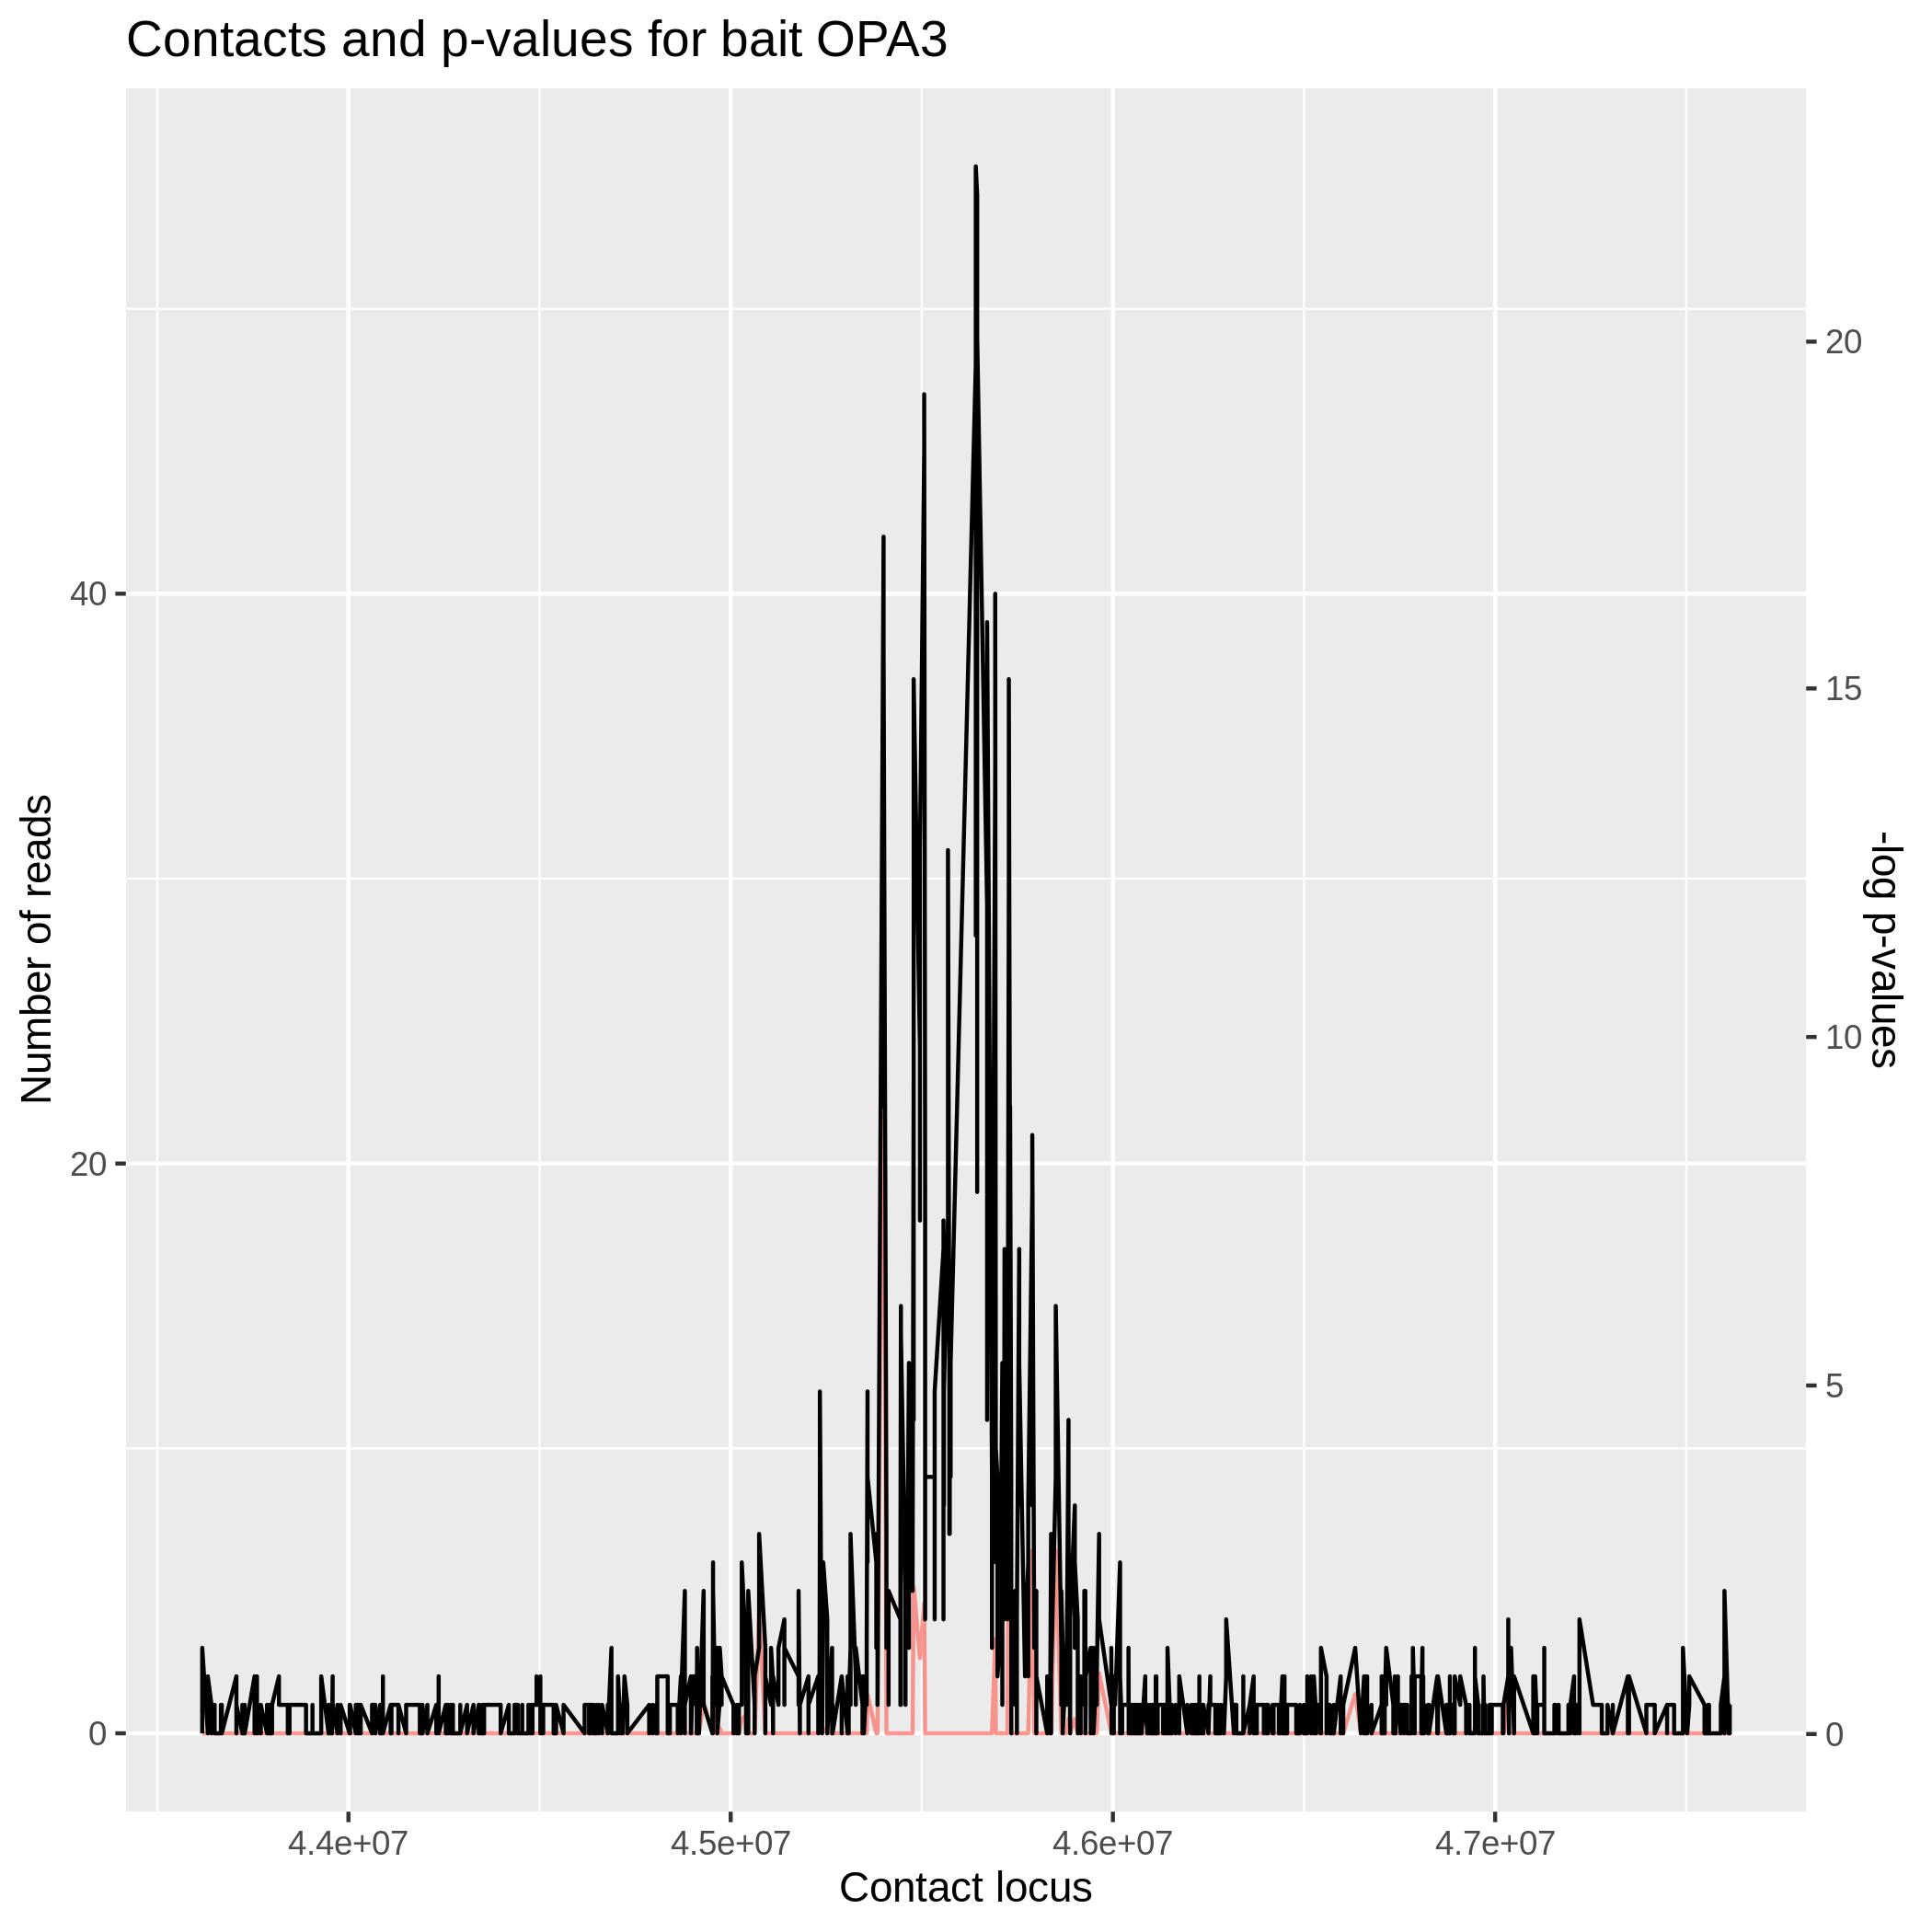 Contacts and p-values for bait OPA3
Number of reads
40
20
0
20
15
10
5
0
-log p-values
4.4e+07
4.5e+07
4.6e+07
4.7e+07
Contact locus